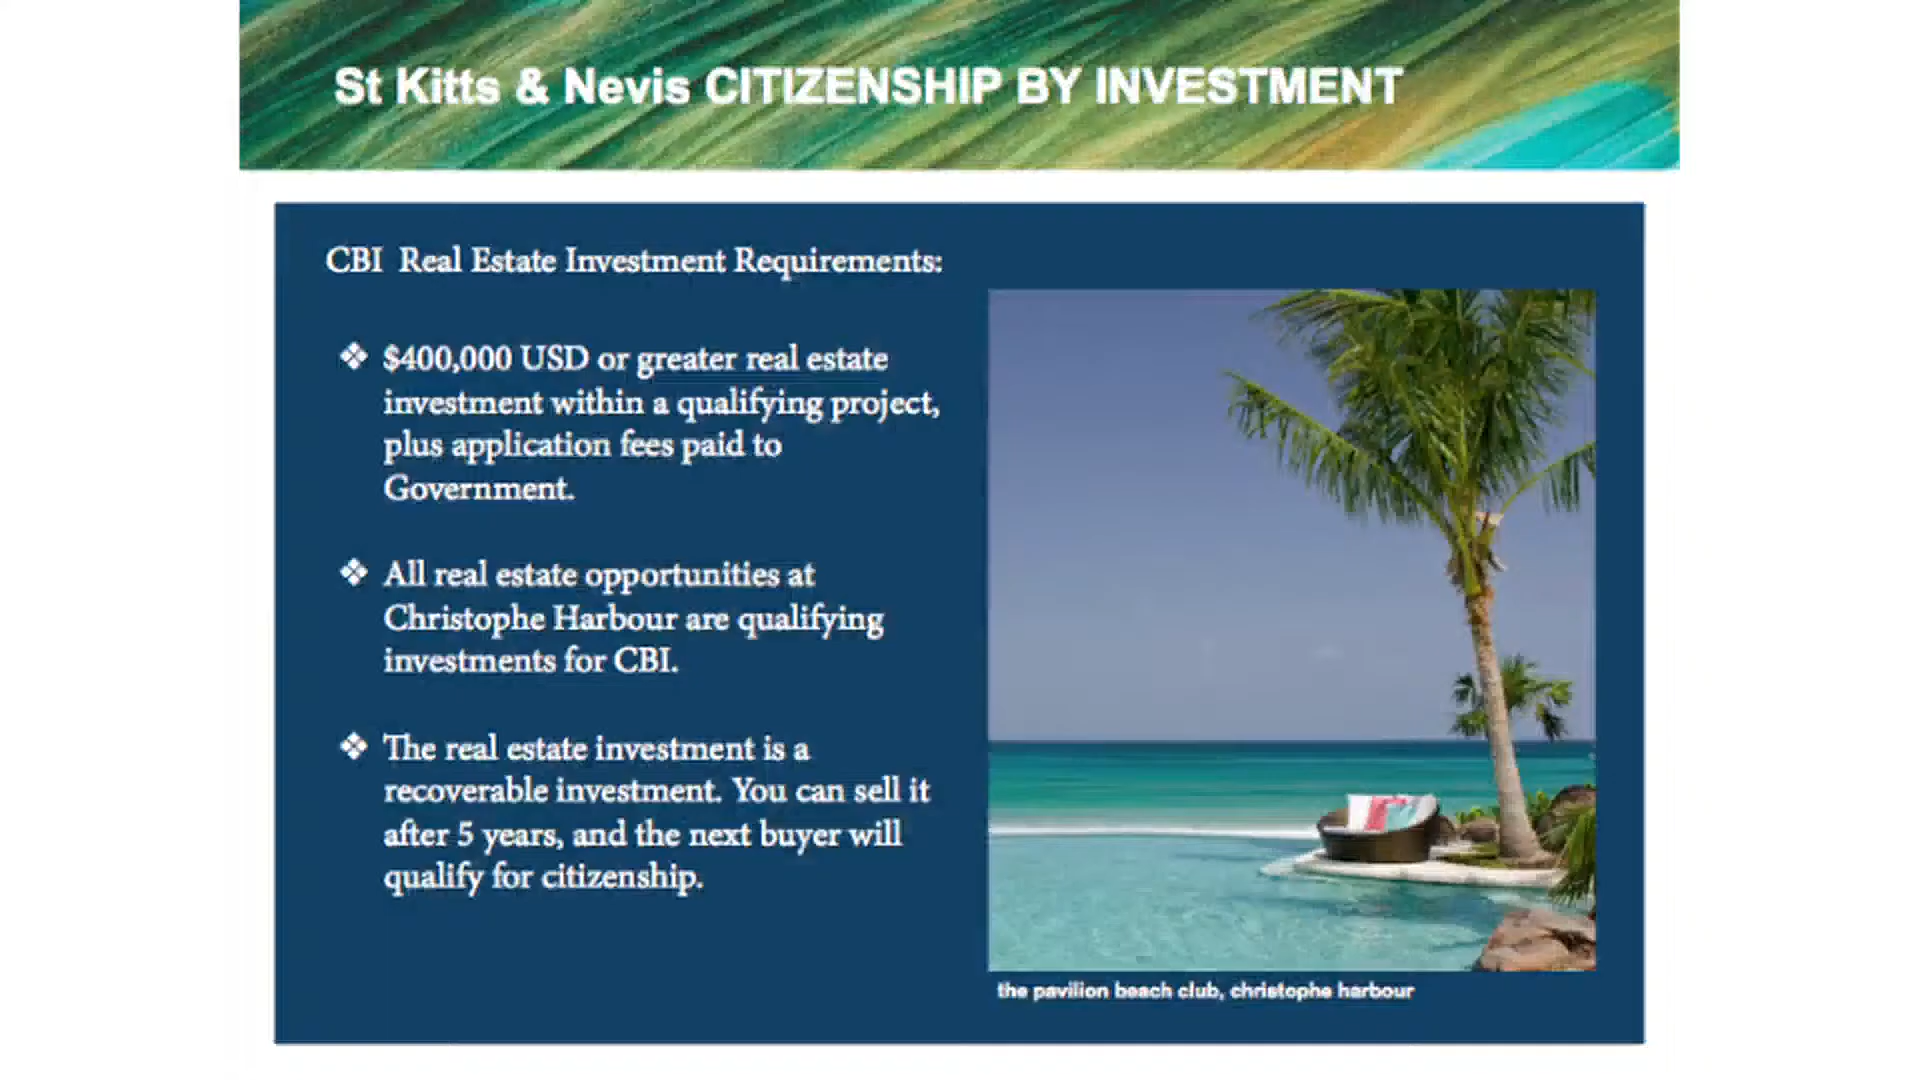 St Kitts & Nevis CITIZENSHIP BY INVESTMENT
CBI Real Estate Investment Requirements:
❖ $400,000 USD or greater real estate
investment within a qualifying project,
plus application fees paid to
Government.
❖ All real estate opportunities at
Christophe Harbour are qualifying
investments for CBI.
❖ The real estate investment is a
recoverable investment. You can sell it
after 5 years, and the next buyer will
qualify for citizenship.
the pavilion beach club, christophe harbour